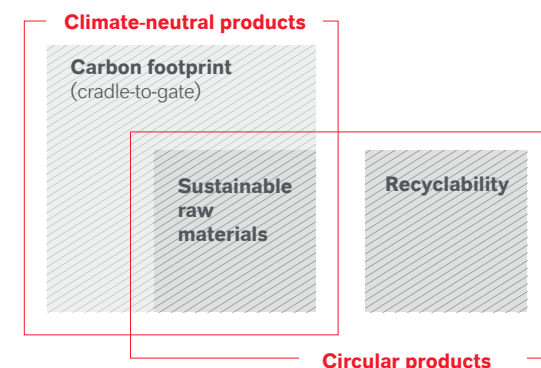 Climate-neutral products
Carbon footprint
(cradle-to-gate)
Sustainable
raw
materials
Recyclability
Circular products